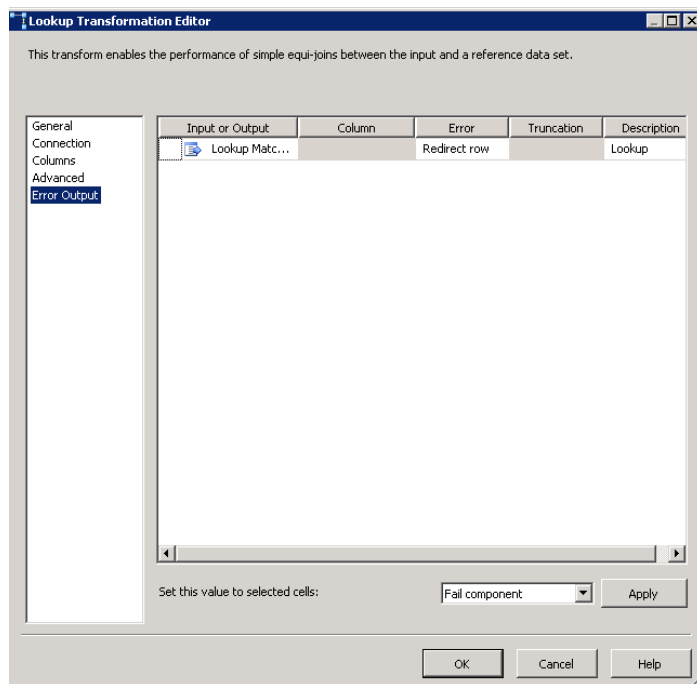 Lookup Transformation Editor
This transform enables the performance of simple equi-joins between the input and a reference data set.
General
Connection
Columns
Advanced
Error Output
Input or Output Column Error Truncation Description
Lookup Matc... Redirect row Lookup
Set this value to selected cells: Fail component Apply
OK Cancel Help